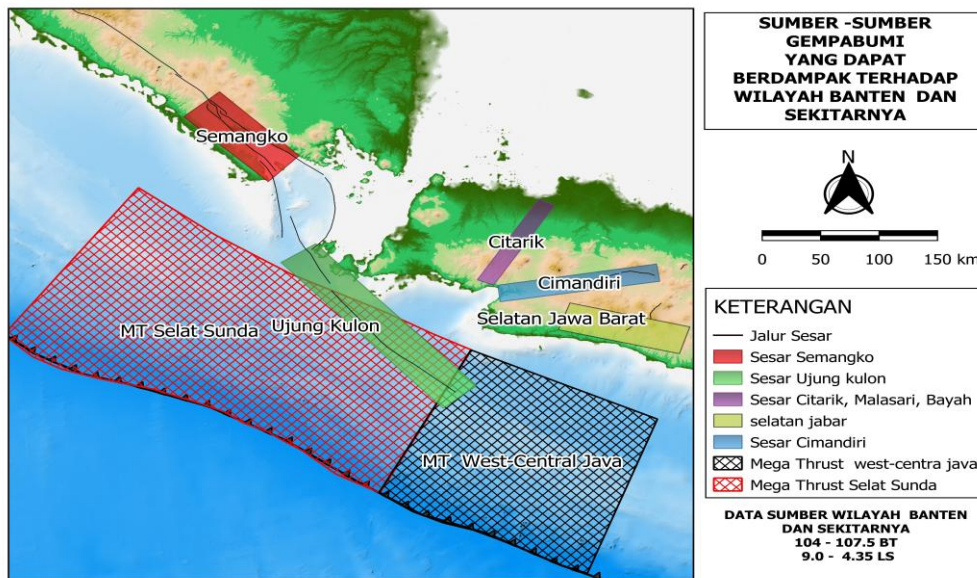 SUMBER -SUMBER
GEMPABUMI
YANG DAPAT
BERDAMPAK TERHADAP
WILAYAH BANTEN DAN
SEKITARNYA
N
0 50 100 150 km
KETERANGAN
Jalur Sesar
Sesar Semangko
Sesar Ujung kulon
Sesar Citarik, Malasari, Bayah
selatan jabar
Sesar Cimandiri
Mega Thrust west-centra java
Mega Thrust Selat Sunda
DATA SUMBER WILAYAH BANTEN
DAN SEKITARNYA
104 - 107.5 BT
9.0 - 4.35 LS
Semangko
Citarik
Cimandiri
Selatan Jawa Barat
Ujung Kulon
MT Selat Sunda
MT West-Central Java